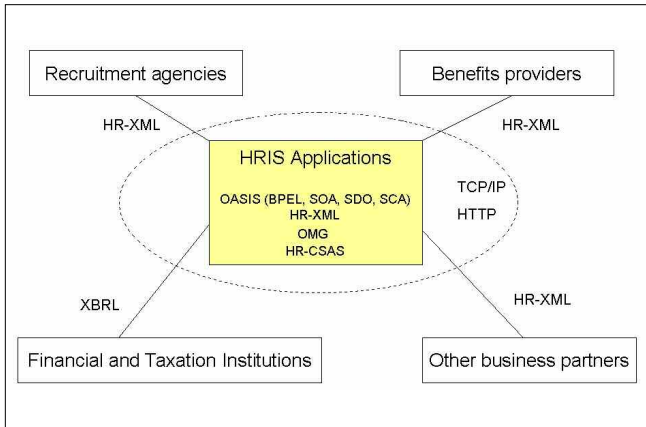 Recruitment agencies
Benefits providers
HR-XML
HR-XML
HRIS Applications
OASIS (BPEL, SOA, SDO, SCA)
HR-XML
OMG
HR-CSAS
TCP/IP
HTTP
XBRL
HR-XML
Financial and Taxation Institutions
Other business partners